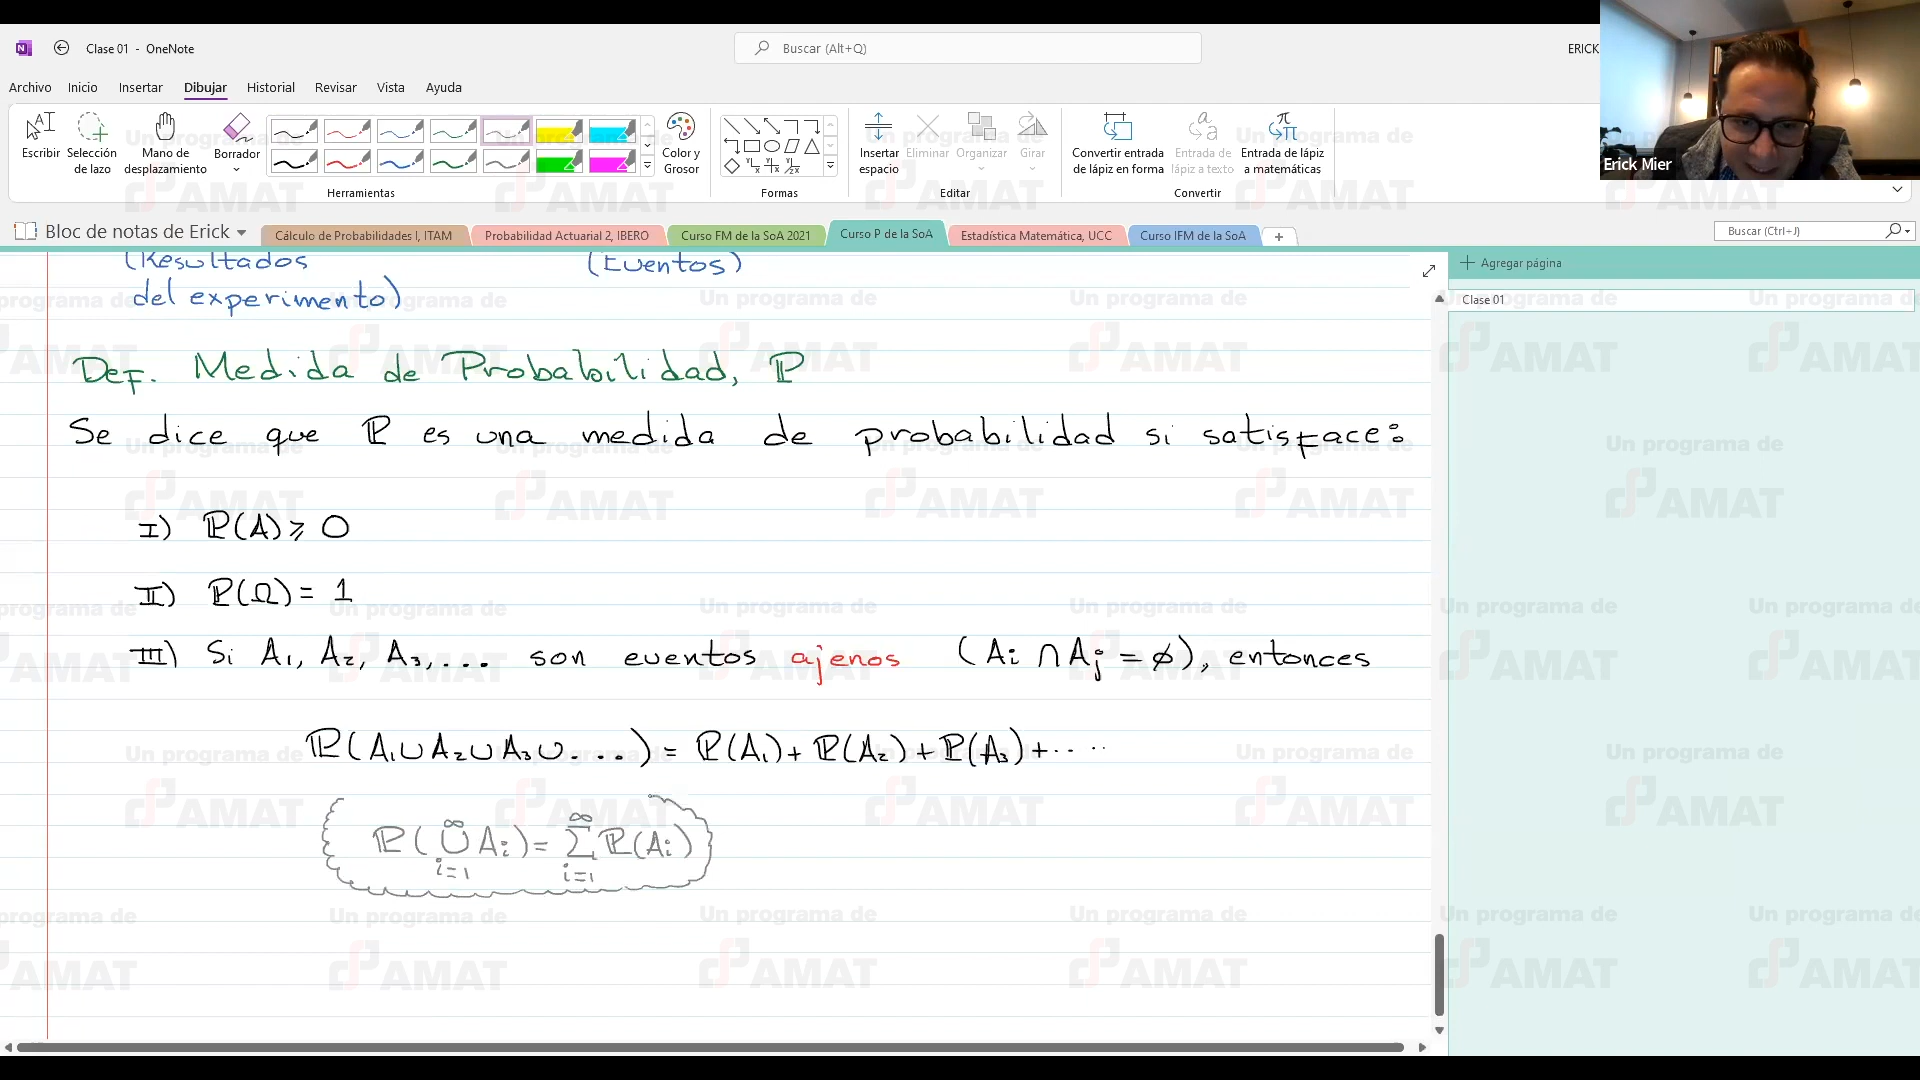 Clase 01 - OneNote
Buscar (Alt+Q)
ERICK
Archivo Inicio Insertar Dibujar Historial Revisar Vista Ayuda
Escribir
Selección de lazo
Mano de desplazamiento
Borrador
Color y Grosor
Insertar espacio
Eliminar
Organizar
Girar
Convertir entrada de lápiz en forma
Entrada de lápiz a texto
Entrada de lápiz a matemáticas
Herramientas Formas Editar Convertir
Erick Mier
Bloc de notas de Erick
Cálculo de Probabilidades I, ITAM
Probabilidad Actuarial 2, IBERO
Curso FM de la SoA 2021
Curso P de la SoA
Estadística Matemática, UCC
Curso IFM de la SoA
Buscar (Ctrl+J)
Agregar página
Clase 01
(Resultados (Eventos)
del experimento)
Def. Medida de Probabilidad, ℙ
Se dice que ℙ es una medida de probabilidad si satisface:
I) ℙ(A) ≥ 0
II) ℙ(Ω) = 1
III) Si A₁, A₂, A₃, ... son eventos ajenos (Ai ∩ Aj = ∅), entonces
ℙ(A₁∪A₂∪A₃∪...) = ℙ(A₁)+ℙ(A₂)+ℙ(A₃)+....
ℙ(⋃_{i=1}^{∞} Ai) = ∑_{i=1}^{∞} ℙ(Ai)
Un programa de
AMAT